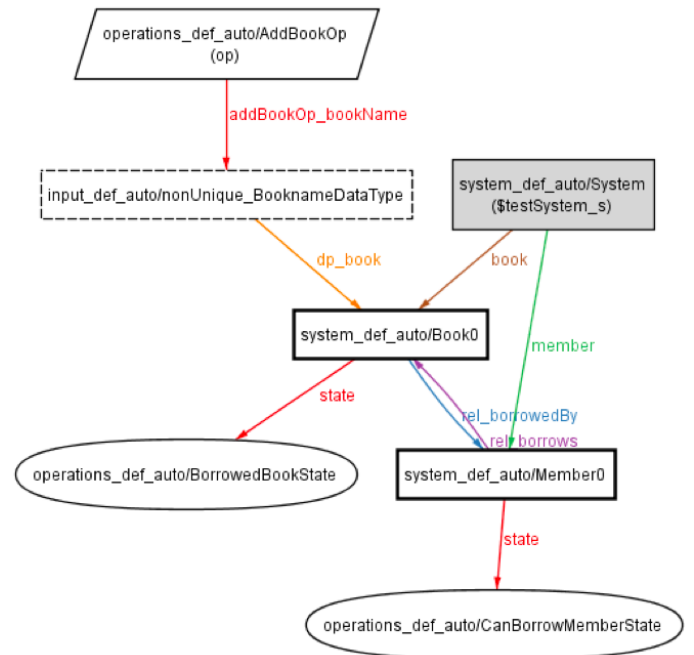 operations_def_auto/AddBookOp
(op)
addBookOp_bookName
input_def_auto/nonUnique_BooknameDataType
system_def_auto/System
($testSystem_s)
dp_book
book
system_def_auto/Book0
member
state
rel_borrowedBy
rel_borrows
operations_def_auto/BorrowedBookState
system_def_auto/Member0
state
operations_def_auto/CanBorrowMemberState